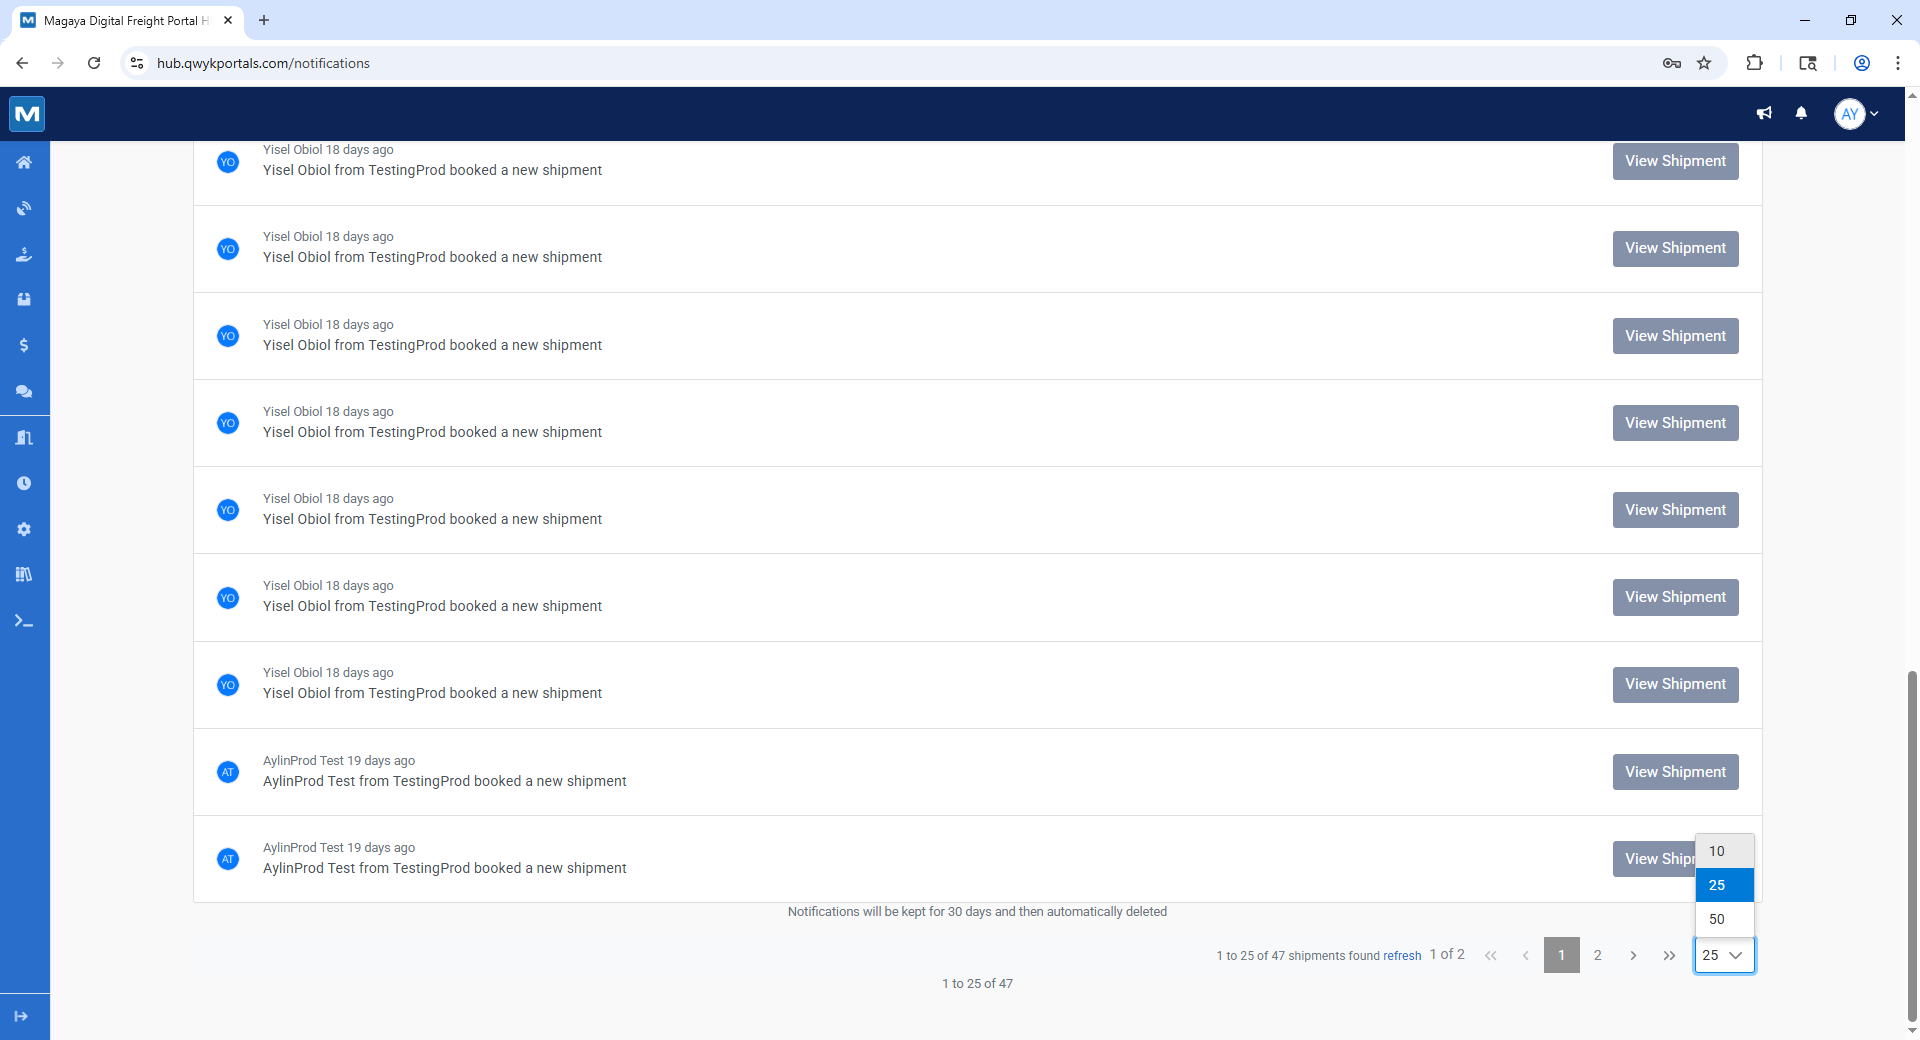 Magaya Digital Freight Portal H
hub.qwykportals.com/notifications
AY
YO
Yisel Obiol 18 days ago
Yisel Obiol from TestingProd booked a new shipment
View Shipment
YO
Yisel Obiol 18 days ago
Yisel Obiol from TestingProd booked a new shipment
View Shipment
YO
Yisel Obiol 18 days ago
Yisel Obiol from TestingProd booked a new shipment
View Shipment
YO
Yisel Obiol 18 days ago
Yisel Obiol from TestingProd booked a new shipment
View Shipment
YO
Yisel Obiol 18 days ago
Yisel Obiol from TestingProd booked a new shipment
View Shipment
YO
Yisel Obiol 18 days ago
Yisel Obiol from TestingProd booked a new shipment
View Shipment
YO
Yisel Obiol 18 days ago
Yisel Obiol from TestingProd booked a new shipment
View Shipment
AT
AylinProd Test 19 days ago
AylinProd Test from TestingProd booked a new shipment
View Shipment
AT
AylinProd Test 19 days ago
AylinProd Test from TestingProd booked a new shipment
View Ship
10
25
50
Notifications will be kept for 30 days and then automatically deleted
1 to 25 of 47 shipments found refresh 1 of 2 « ‹ 1 2 › » 25
1 to 25 of 47